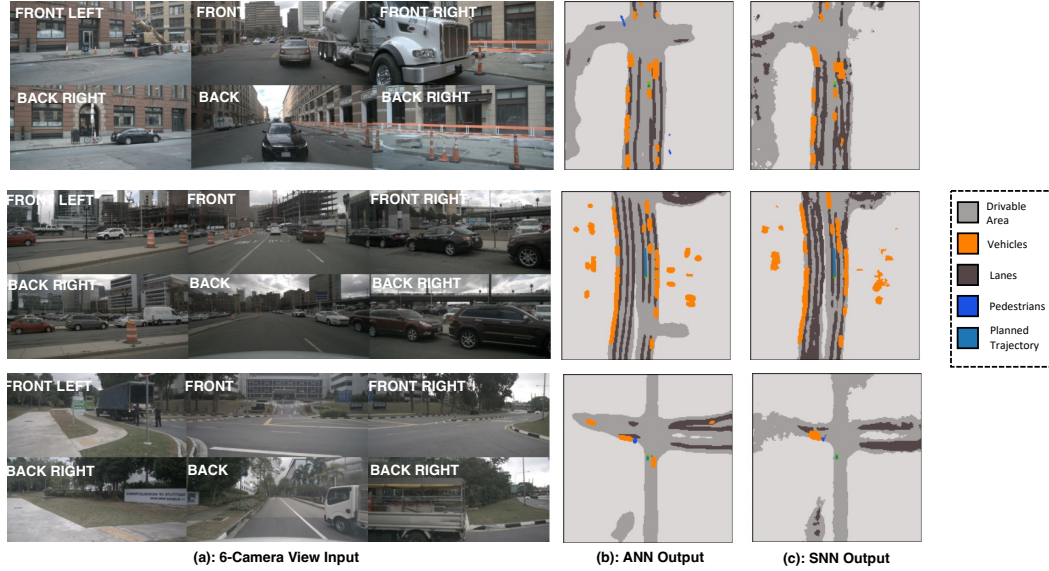 FRONT LEFT
FRONT
FRONT RIGHT
BACK RIGHT
BACK
BACK RIGHT
FRONT LEFT
FRONT
FRONT RIGHT
BACK RIGHT
BACK
BACK RIGHT
FRONT LEFT
FRONT
FRONT RIGHT
BACK RIGHT
BACK
BACK RIGHT
Drivable
Area
Vehicles
Lanes
Pedestrians
Planned
Trajectory
(a): 6-Camera View Input
(b): ANN Output
(c): SNN Output